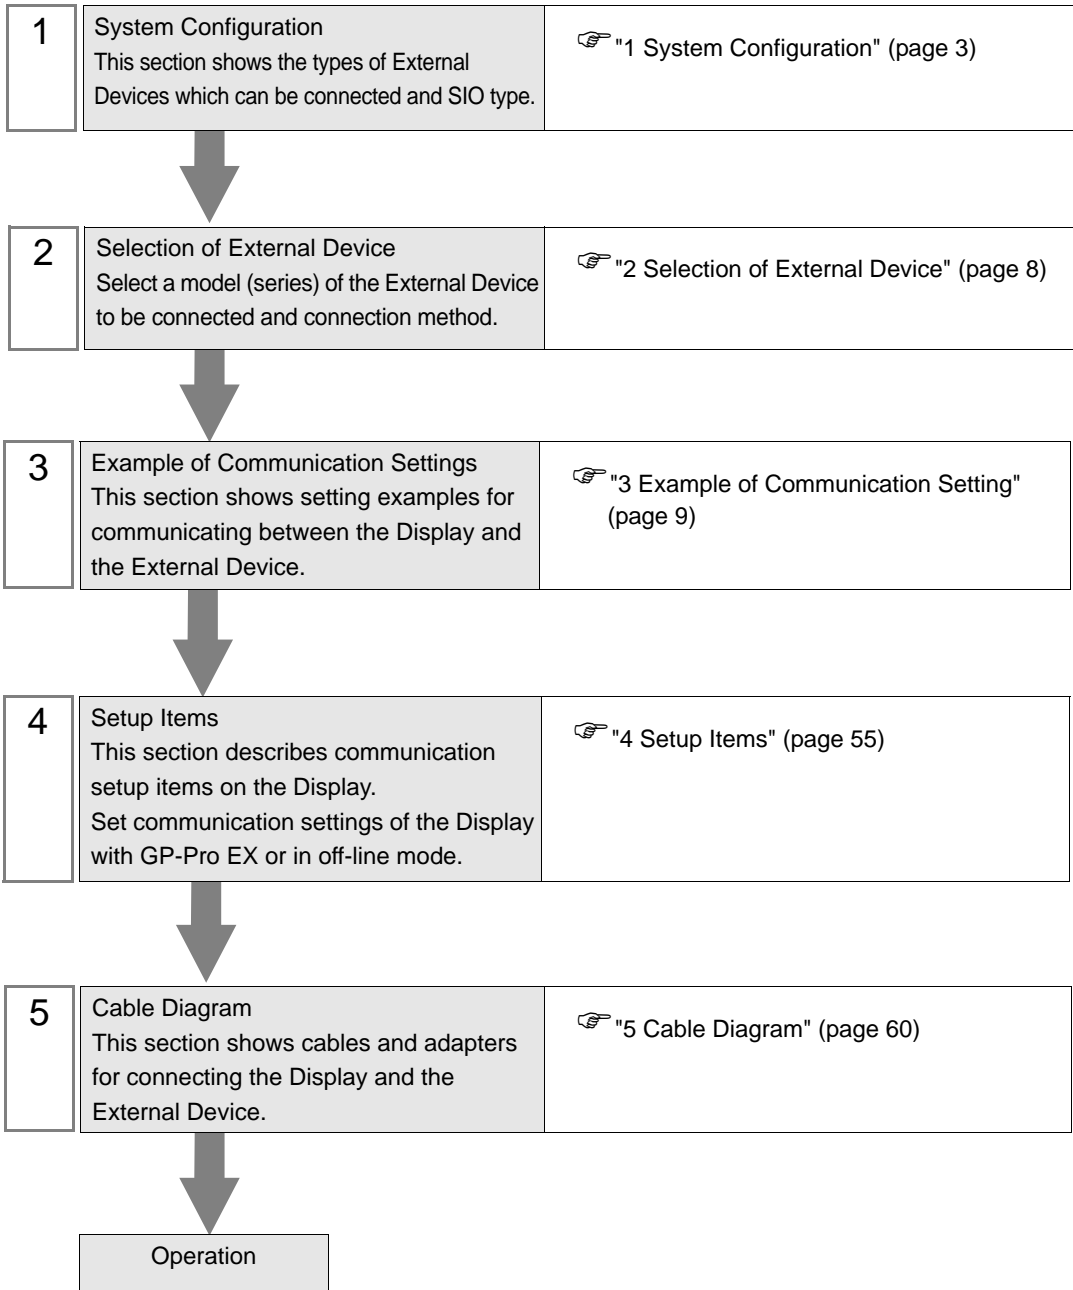 1
System Configuration
This section shows the types of External
Devices which can be connected and SIO type.
"1 System Configuration" (page 3)
2
Selection of External Device
Select a model (series) of the External Device
to be connected and connection method.
"2 Selection of External Device" (page 8)
3
Example of Communication Settings
This section shows setting examples for
communicating between the Display and
the External Device.
"3 Example of Communication Setting"
(page 9)
4
Setup Items
This section describes communication
setup items on the Display.
Set communication settings of the Display
with GP-Pro EX or in off-line mode.
"4 Setup Items" (page 55)
5
Cable Diagram
This section shows cables and adapters
for connecting the Display and the
External Device.
"5 Cable Diagram" (page 60)
Operation